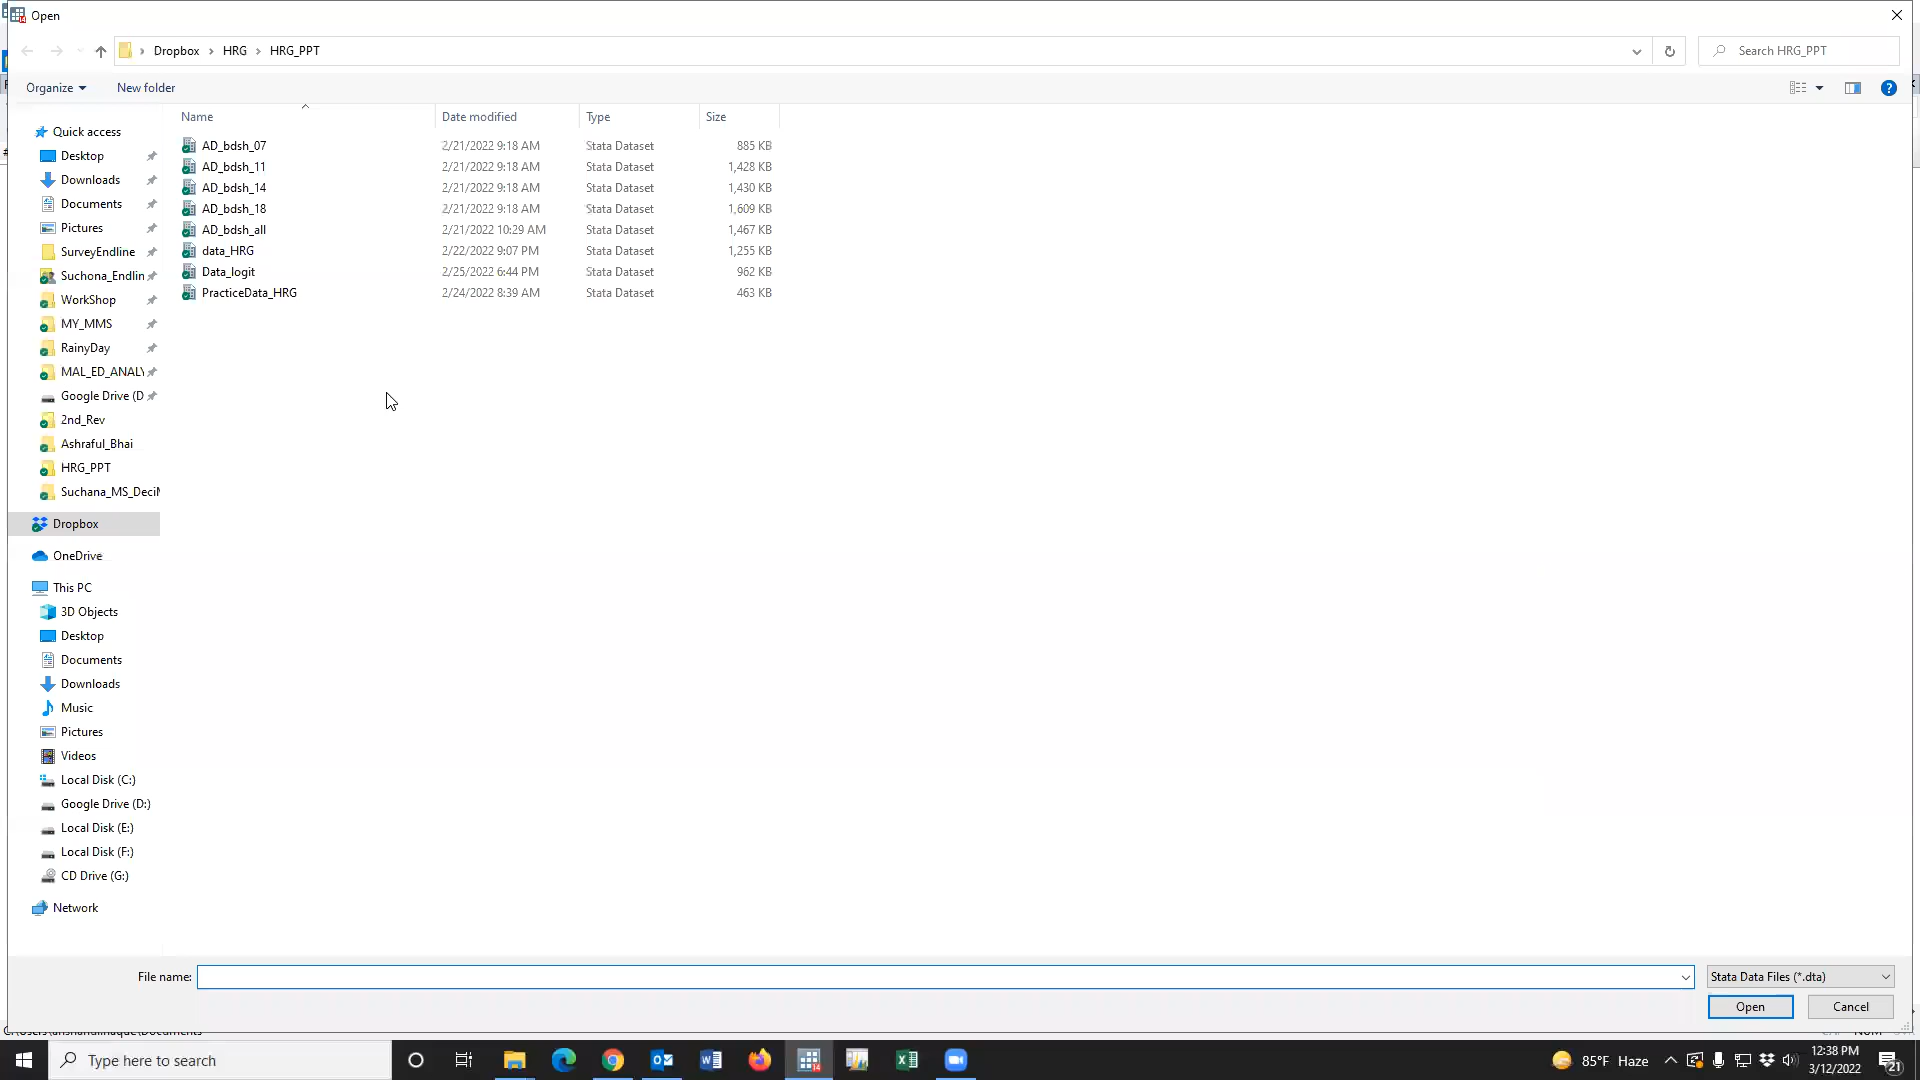 Open
Dropbox > HRG > HRG_PPT
Search HRG_PPT
Organize
New folder
Name Date modified Type Size
AD_bdsh_07 2/21/2022 9:18 AM Stata Dataset 885 KB
AD_bdsh_11 2/21/2022 9:18 AM Stata Dataset 1,428 KB
AD_bdsh_14 2/21/2022 9:18 AM Stata Dataset 1,430 KB
AD_bdsh_18 2/21/2022 9:18 AM Stata Dataset 1,609 KB
AD_bdsh_all 2/21/2022 10:29 AM Stata Dataset 1,467 KB
data_HRG 2/22/2022 9:07 PM Stata Dataset 1,255 KB
Data_logit 2/25/2022 6:44 PM Stata Dataset 962 KB
PracticeData_HRG 2/24/2022 8:39 AM Stata Dataset 463 KB
Quick access
Desktop
Downloads
Documents
Pictures
SurveyEndline
Suchona_Endlin
WorkShop
MY_MMS
RainyDay
MAL_ED_ANALY
Google Drive (D
2nd_Rev
Ashraful_Bhai
HRG_PPT
Suchana_MS_DeciM
Dropbox
OneDrive
This PC
3D Objects
Desktop
Documents
Downloads
Music
Pictures
Videos
Local Disk (C:)
Google Drive (D:)
Local Disk (E:)
Local Disk (F:)
CD Drive (G:)
Network
File name:
Stata Data Files (*.dta)
Open
Cancel
Type here to search
85°F Haze
12:38 PM
3/12/2022
21